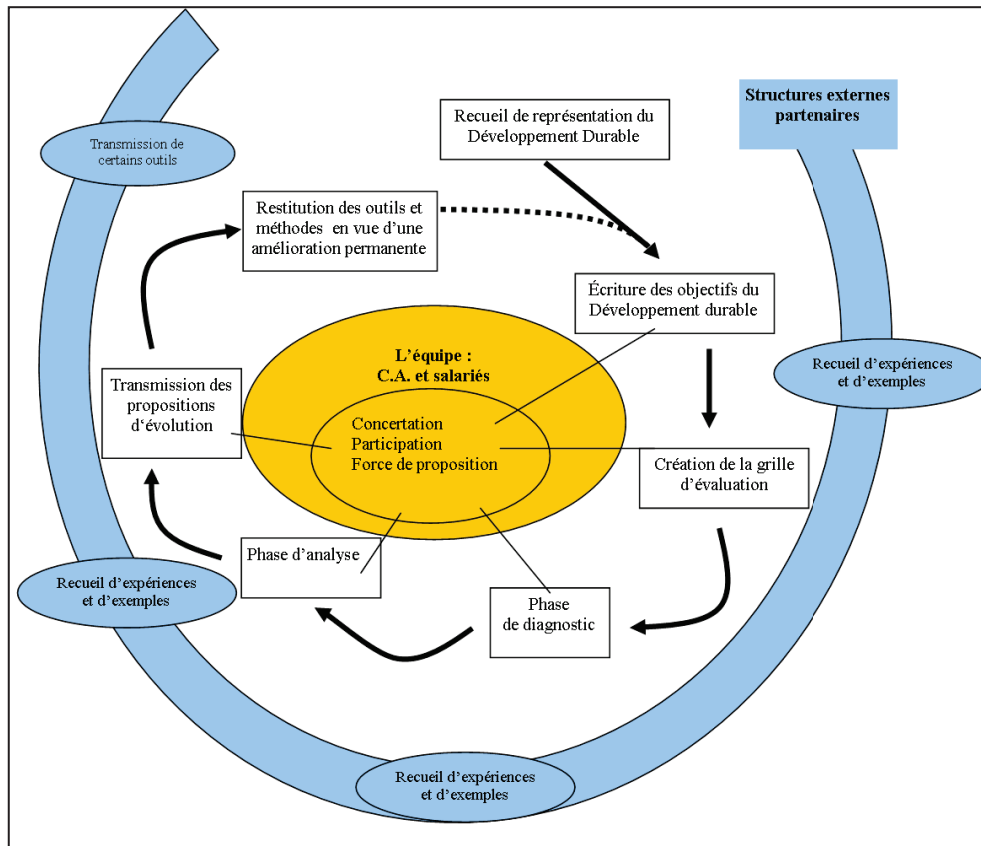 Structures externes
partenaires
Recueil de représentation du
Développement Durable
Transmission de
certains outils
Restitution des outils et
méthodes en vue d'une
amélioration permanente
Écriture des objectifs du
Développement durable
L'équipe :
C.A. et salariés
Recueil d'expériences
et d'exemples
Transmission des
propositions
d'évolution
Concertation
Participation
Force de proposition
Création de la grille
d'évaluation
Phase d'analyse
Recueil d'expériences
et d'exemples
Phase
de diagnostic
Recueil d'expériences
et d'exemples